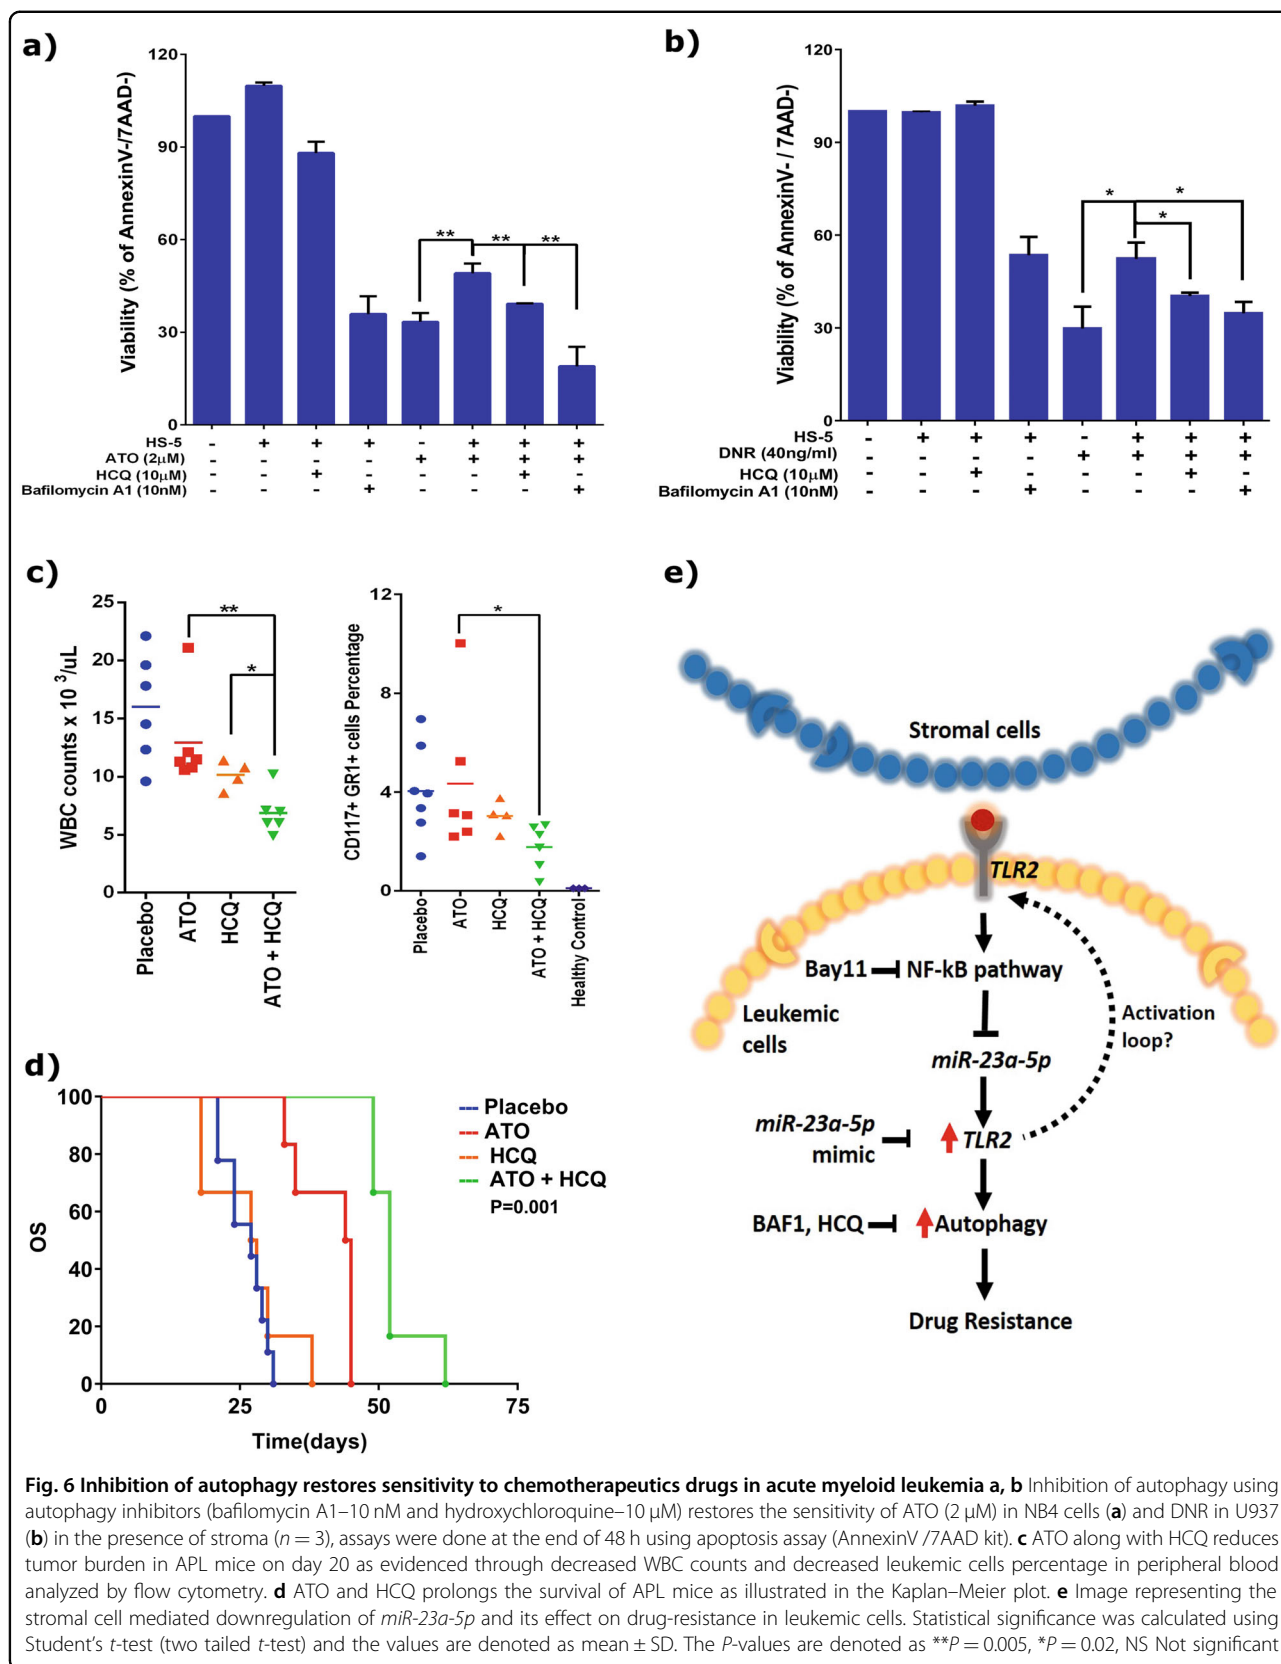 a)
120
90
60
30
0
Viability (% of AnnexinV-/7AAD-)
** ** **
HS-5 - + + + - + + +
ATO (2µM) - - - - + + + +
HCQ (10µM) - - + - - - + -
Bafilomycin A1 (10nM) - - - + - - - +
b)
120
90
60
30
0
Viability (% of AnnexinV- / 7AAD-)
* * *
HS-5 - + + + - + + +
DNR (40ng/ml) - - - - + + + +
HCQ (10µM) - - + - - - + -
Bafilomycin A1 (10nM) - - - + - - - +
c)
25
20
15
10
5
0
WBC counts x 10 3/uL
**
*
Placebo
ATO
HCQ
ATO + HCQ
12
8
4
0
CD117+ GR1+ cells Percentage
*
Placebo
ATO
HCQ
ATO + HCQ
Healthy Control
d)
100
80
60
40
20
0
OS
0 25 50 75
Time(days)
Placebo
ATO
HCQ
ATO + HCQ
P=0.001
e)
Stromal cells
TLR2
Bay11
NF-kB pathway
Leukemic
cells
Activation
loop?
miR-23a-5p
miR-23a-5p
mimic
TLR2
BAF1, HCQ
Autophagy
Drug Resistance
Fig. 6 Inhibition of autophagy restores sensitivity to chemotherapeutics drugs in acute myeloid leukemia a, b Inhibition of autophagy using
autophagy inhibitors (bafilomycin A1–10 nM and hydroxychloroquine–10 µM) restores the sensitivity of ATO (2 µM) in NB4 cells (a) and DNR in U937
(b) in the presence of stroma (n = 3), assays were done at the end of 48 h using apoptosis assay (AnnexinV /7AAD kit). c ATO along with HCQ reduces
tumor burden in APL mice on day 20 as evidenced through decreased WBC counts and decreased leukemic cells percentage in peripheral blood
analyzed by flow cytometry. d ATO and HCQ prolongs the survival of APL mice as illustrated in the Kaplan–Meier plot. e Image representing the
stromal cell mediated downregulation of miR-23a-5p and its effect on drug-resistance in leukemic cells. Statistical significance was calculated using
Student's t-test (two tailed t-test) and the values are denoted as mean ± SD. The P-values are denoted as **P = 0.005, *P = 0.02, NS Not significant